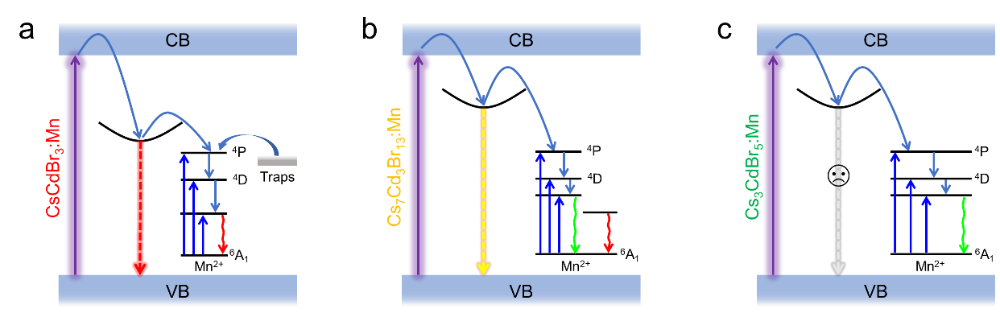 a
CB
CsCdBr₃:Mn
⁴P
⁴D
Traps
⁶A₁
Mn²⁺
VB
b
CB
Cs₇Cd₃Br₁₃:Mn
⁴P
⁴D
⁶A₁
Mn²⁺
VB
c
CB
Cs₃CdBr₅:Mn
⁴P
⁴D
⁶A₁
Mn²⁺
VB